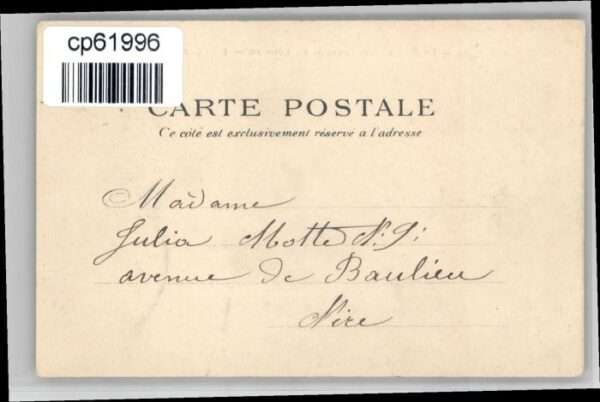 cp61996
CARTE POSTALE
Ce côté est exclusivement réservé a l'adresse
Madame
Julia Motte N: 9:
avenue de Baulieu
Nice